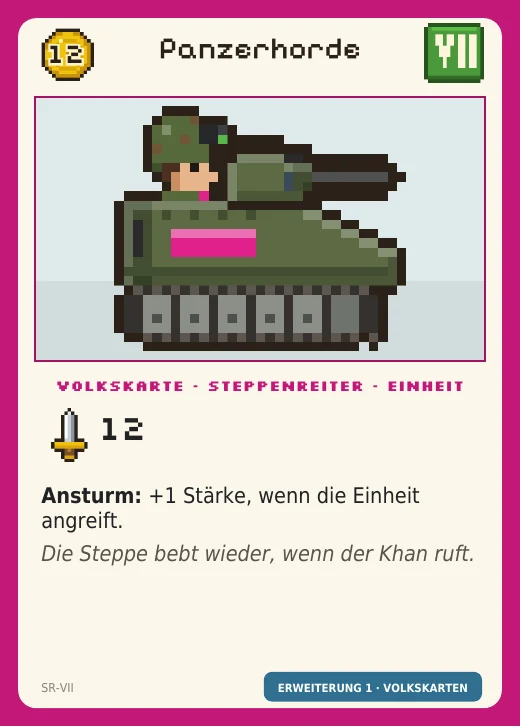 12
Panzerhorde
VII
VOLKSKARTE - STEPPENREITER - EINHEIT
12
Ansturm: +1 Stärke, wenn die Einheit
angreift.
Die Steppe bebt wieder, wenn der Khan ruft.
SR-VII
ERWEITERUNG 1 · VOLKSKARTEN